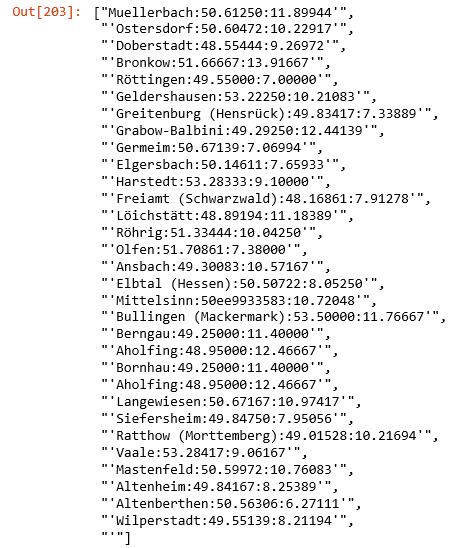 Out[203]: ["Muellerbach:50.61250:11.89944'",
"'Ostersdorf:50.60472:10.22917'",
"'Doberstadt:48.55444:9.26972'",
"'Bronkow:51.66667:13.91667'",
"'Röttingen:49.55000:7.00000'",
"'Geldershausen:53.22250:10.21083'",
"'Greitenburg (Hensrück):49.83417:7.33889'",
"'Grabow-Balbini:49.29250:12.44139'",
"'Germeim:50.67139:7.06994'",
"'Elgersbach:50.14611:7.65933'",
"'Harstedt:53.28333:9.10000'",
"'Freiamt (Schwarzwald):48.16861:7.91278'",
"'Löichstätt:48.89194:11.18389'",
"'Röhrig:51.33444:10.04250'",
"'Olfen:51.70861:7.38000'",
"'Ansbach:49.30083:10.57167'",
"'Elbtal (Hessen):50.50722:8.05250'",
"'Mittelsinn:50ee9933583:10.72048'",
"'Bullingen (Mackermark):53.50000:11.76667'",
"'Berngau:49.25000:11.40000'",
"'Aholfing:48.95000:12.46667'",
"'Bornhau:49.25000:11.40000'",
"'Aholfing:48.95000:12.46667'",
"'Langewiesen:50.67167:10.97417'",
"'Siefersheim:49.84750:7.95056'",
"'Ratthow (Morttemberg):49.01528:10.21694'",
"'Vaale:53.28417:9.06167'",
"'Mastenfeld:50.59972:10.76083'",
"'Altenheim:49.84167:8.25389'",
"'Altenberthen:50.56306:6.27111'",
"'Wilperstadt:49.55139:8.21194'",
"'"]